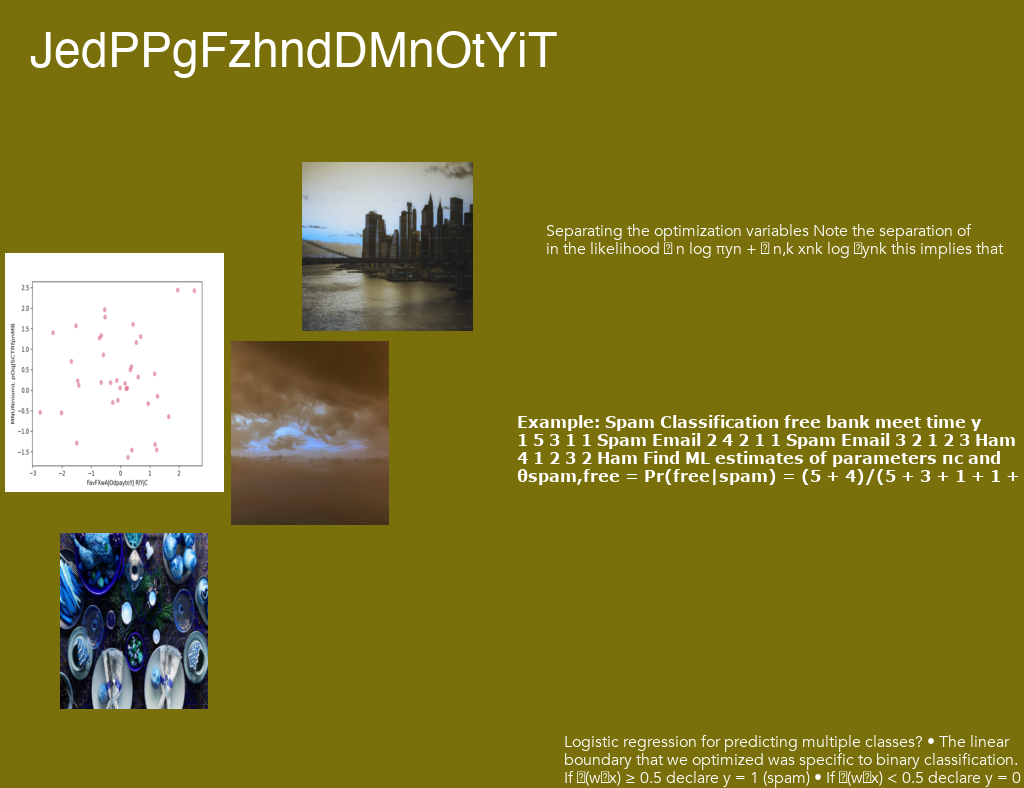 JedPPgFzhndDMnOtYiT
Separating the optimization variables Note the separation of
in the likelihood n log πyn + n,k xnk log ynk this implies that
2.5
2.0
1.5
1.0
0.5
0.0
−0.5
−1.0
−1.5
−3 −2 −1 0 1 2
Example: Spam Classification free bank meet time y
1 5 3 1 1 Spam Email 2 4 2 1 1 Spam Email 3 2 1 2 3 Ham
4 1 2 3 2 Ham Find ML estimates of parameters πc and
θspam,free = Pr(free|spam) = (5 + 4)/(5 + 3 + 1 + 1 +
Logistic regression for predicting multiple classes? • The linear
boundary that we optimized was specific to binary classification.
If (w x) ≥ 0.5 declare y = 1 (spam) • If (w x) < 0.5 declare y = 0